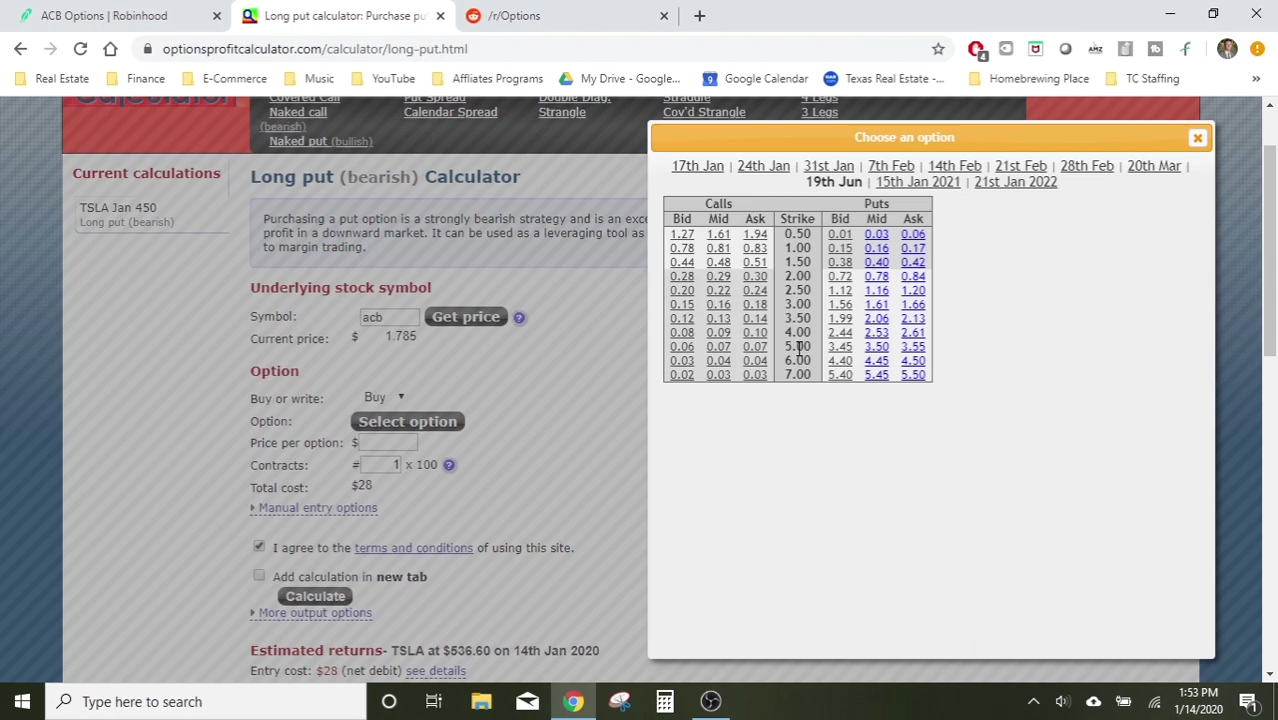 ACB Options | Robinhood
Long put calculator: Purchase pu
/r/Options
optionsprofitcalculator.com/calculator/long-put.html
4
Real Estate
Finance
E-Commerce
Music
YouTube
Affliates Programs
My Drive - Google...
Google Calendar
Texas Real Estate -...
Homebrewing Place
TC Staffing
»
Calculator
Covered Call Put Spread Double Diag. Straddle 4 Legs
Naked call Calendar Spread Strangle Cov'd Strangle 3 Legs
(bearish)
Naked put (bullish)
Current calculations
TSLA Jan 450
Long put (bearish)
Long put (bearish) Calculator
Purchasing a put option is a strongly bearish strategy and is an exce
profit in a downward market. It can be used as a leveraging tool as
to margin trading.
Underlying stock symbol
Symbol: acb Get price ?
Current price: $ 1.785
Option
Buy or write: Buy
Option: Select option
Price per option: $
Contracts: # 1 x 100 ?
Total cost: $28
Manual entry options
I agree to the terms and conditions of using this site.
Add calculation in new tab
Calculate
More output options
Estimated returns- TSLA at $536.60 on 14th Jan 2020
Entry cost: $28 (net debit) see details
Choose an option
17th Jan | 24th Jan | 31st Jan | 7th Feb | 14th Feb | 21st Feb | 28th Feb | 20th Mar |
19th Jun | 15th Jan 2021 | 21st Jan 2022
Calls Puts
Bid Mid Ask Strike Bid Mid Ask
1.27 1.61 1.94 0.50 0.01 0.03 0.06
0.78 0.81 0.83 1.00 0.15 0.16 0.17
0.44 0.48 0.51 1.50 0.38 0.40 0.42
0.28 0.29 0.30 2.00 0.72 0.78 0.84
0.20 0.22 0.24 2.50 1.12 1.16 1.20
0.15 0.16 0.18 3.00 1.56 1.61 1.66
0.12 0.13 0.14 3.50 1.99 2.06 2.13
0.08 0.09 0.10 4.00 2.44 2.53 2.61
0.06 0.07 0.07 5.00 3.45 3.50 3.55
0.03 0.04 0.04 6.00 4.40 4.45 4.50
0.02 0.03 0.03 7.00 5.40 5.45 5.50
Type here to search
1:53 PM
1/14/2020
1